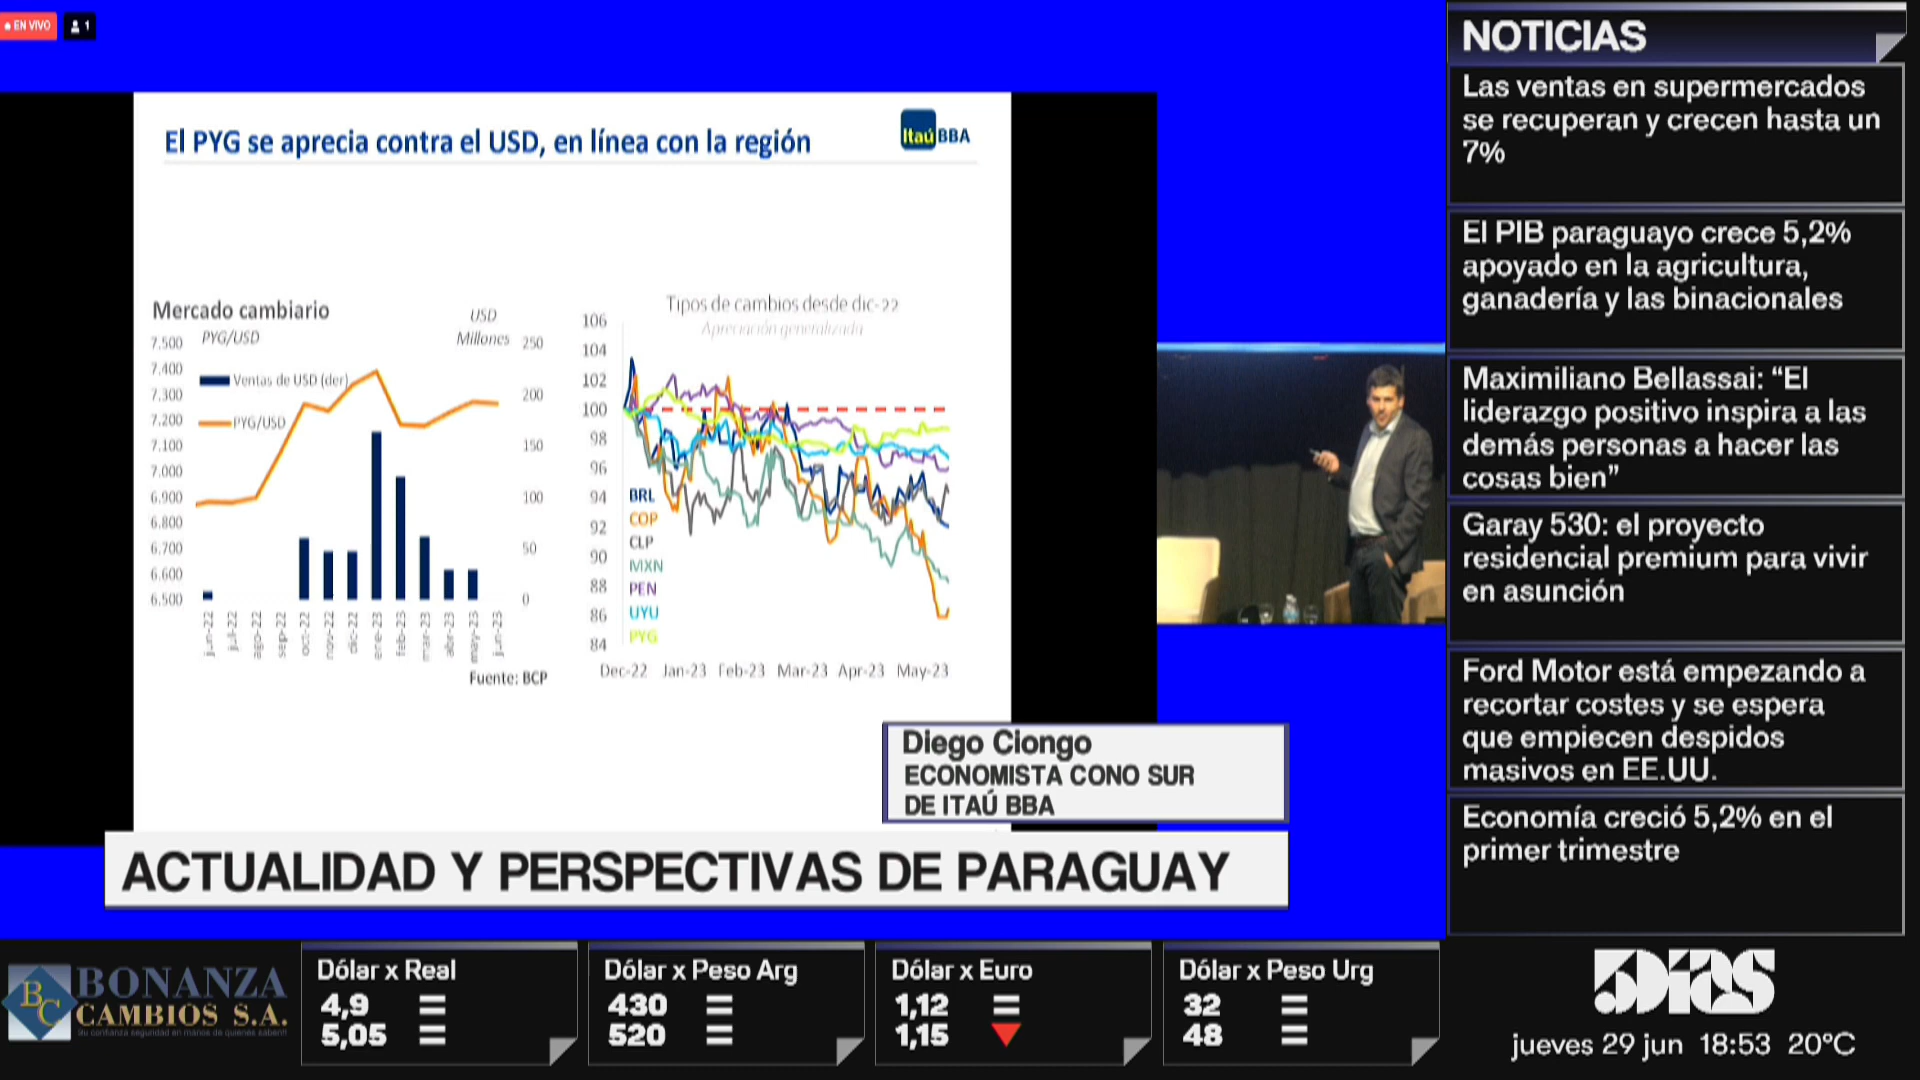 EN VIVO
1
El PYG se aprecia contra el USD, en línea con la región
Itaú BBA
Mercado cambiario
PYG/USD
USD
Millones
7.500
7.400
7.300
7.200
7.100
7.000
6.900
6.800
6.700
6.600
6.500
250
200
150
100
50
0
Ventas de USD (der)
PYG/USD
jun-22
jul-22
ago-22
sep-22
oct-22
nov-22
dic-22
ene-23
feb-23
mar-23
abr-23
may-23
jun-23
Fuente: BCP
Tipos de cambios desde dic-22
Apreciación generalizada
106
104
102
100
98
96
94
92
90
88
86
84
BRL
COP
CLP
MXN
PEN
UYU
PYG
Dec-22 Jan-23 Feb-23 Mar-23 Apr-23 May-23
Diego Ciongo
ECONOMISTA CONO SUR
DE ITAÚ BBA
ACTUALIDAD Y PERSPECTIVAS DE PARAGUAY
NOTICIAS
Las ventas en supermercados
se recuperan y crecen hasta un
7%
El PIB paraguayo crece 5,2%
apoyado en la agricultura,
ganadería y las binacionales
Maximiliano Bellassai: “El
liderazgo positivo inspira a las
demás personas a hacer las
cosas bien”
Garay 530: el proyecto
residencial premium para vivir
en asunción
Ford Motor está empezando a
recortar costes y se espera
que empiecen despidos
masivos en EE.UU.
Economía creció 5,2% en el
primer trimestre
BC
BONANZA
CAMBIOS S.A.
Su confianza seguridad en manos de quienes saben!!
Dólar x Real
4,9
5,05
Dólar x Peso Arg
430
520
Dólar x Euro
1,12
1,15
Dólar x Peso Urg
32
48
5DIAS
jueves 29 jun 18:53 20°C